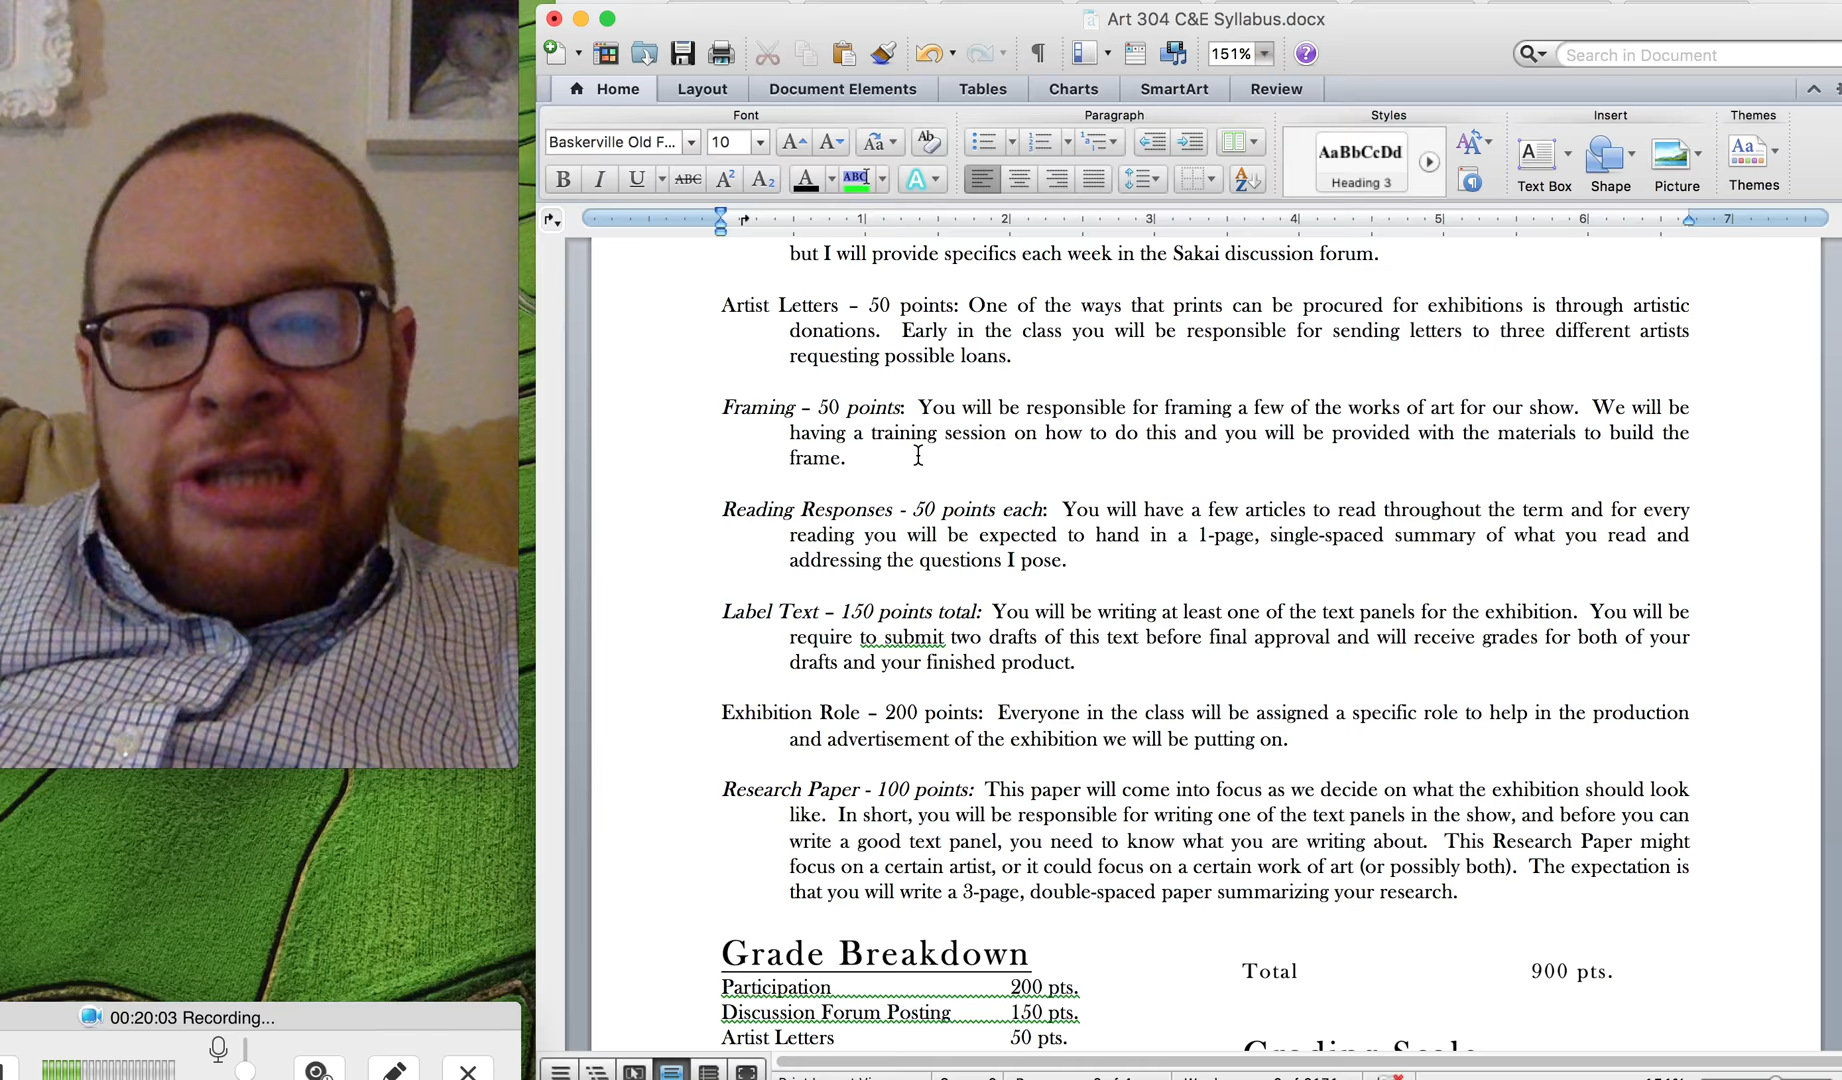 Art 304 C&E Syllabus.docx
151%
Search in Document
Home
Layout
Document Elements
Tables
Charts
SmartArt
Review
Font
Paragraph
Styles
Insert
Themes
Baskerville Old F...
10
AaBbCcDd
Heading 3
Text Box
Shape
Picture
Themes
1
2
3
4
5
6
7
but I will provide specifics each week in the Sakai discussion forum.
Artist Letters – 50 points: One of the ways that prints can be procured for exhibitions is through artistic
donations. Early in the class you will be responsible for sending letters to three different artists
requesting possible loans.
Framing – 50 points: You will be responsible for framing a few of the works of art for our show. We will be
having a training session on how to do this and you will be provided with the materials to build the
frame.
Reading Responses - 50 points each: You will have a few articles to read throughout the term and for every
reading you will be expected to hand in a 1-page, single-spaced summary of what you read and
addressing the questions I pose.
Label Text – 150 points total: You will be writing at least one of the text panels for the exhibition. You will be
require to submit two drafts of this text before final approval and will receive grades for both of your
drafts and your finished product.
Exhibition Role – 200 points: Everyone in the class will be assigned a specific role to help in the production
and advertisement of the exhibition we will be putting on.
Research Paper - 100 points: This paper will come into focus as we decide on what the exhibition should look
like. In short, you will be responsible for writing one of the text panels in the show, and before you can
write a good text panel, you need to know what you are writing about. This Research Paper might
focus on a certain artist, or it could focus on a certain work of art (or possibly both). The expectation is
that you will write a 3-page, double-spaced paper summarizing your research.
Grade Breakdown
Participation 200 pts.
Discussion Forum Posting 150 pts.
Artist Letters 50 pts.
Total 900 pts.
Grading Scale
00:20:03 Recording...